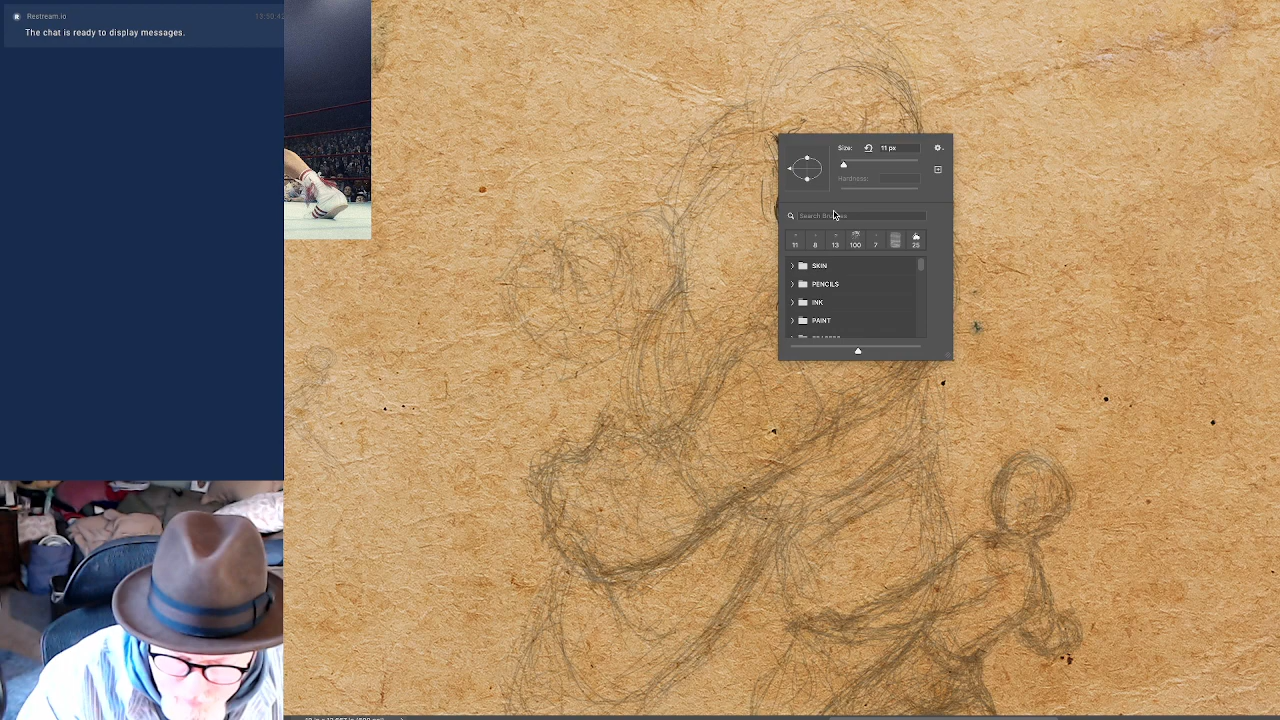 Restream.io
The chat is ready to display messages.
Size: 11 px
Hardness:
Search Brushes
11 8 13 100 7 25
SKIN
PENCILS
INK
PAINT